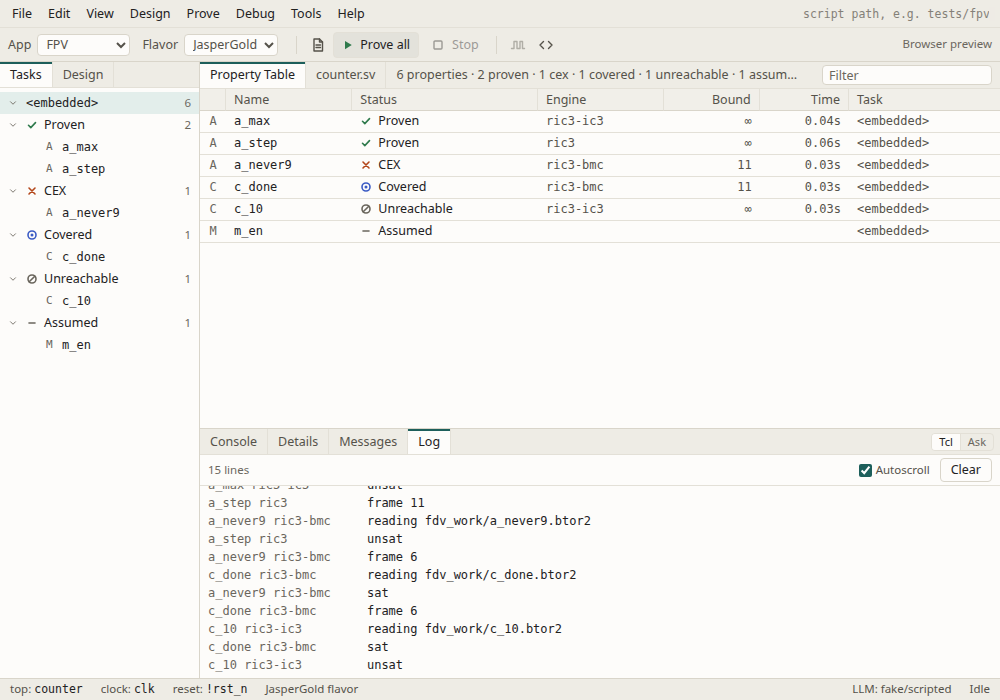 File Edit View Design Prove Debug Tools Help script path, e.g. tests/fpv
App FPV Flavor JasperGold Prove all Stop Browser preview
Tasks Design
Property Table counter.sv 6 properties · 2 proven · 1 cex · 1 covered · 1 unreachable · 1 assum... Filter
<embedded> 6
Proven 2
A a_max
A a_step
CEX 1
A a_never9
Covered 1
C c_done
Unreachable 1
C c_10
Assumed 1
M m_en
Name Status Engine Bound Time Task
A a_max Proven ric3-ic3 ∞ 0.04s <embedded>
A a_step Proven ric3 ∞ 0.06s <embedded>
A a_never9 CEX ric3-bmc 11 0.03s <embedded>
C c_done Covered ric3-bmc 11 0.03s <embedded>
C c_10 Unreachable ric3-ic3 ∞ 0.03s <embedded>
M m_en Assumed <embedded>
Console Details Messages Log Tcl Ask
15 lines Autoscroll Clear
a_max ric3-ic3 unsat
a_step ric3 frame 11
a_never9 ric3-bmc reading fdv_work/a_never9.btor2
a_step ric3 unsat
a_never9 ric3-bmc frame 6
c_done ric3-bmc reading fdv_work/c_done.btor2
a_never9 ric3-bmc sat
c_done ric3-bmc frame 6
c_10 ric3-ic3 reading fdv_work/c_10.btor2
c_done ric3-bmc sat
c_10 ric3-ic3 unsat
top: counter clock: clk reset: !rst_n JasperGold flavor LLM: fake/scripted Idle